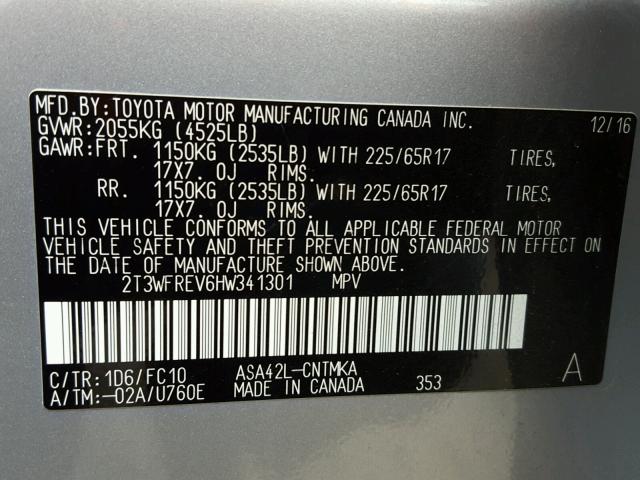 MFD.BY:TOYOTA MOTOR MANUFACTURING CANADA INC. 12/16
GVWR:2055KG (4525LB)
GAWR:FRT. 1150KG (2535LB) WITH 225/65R17 TIRES,
17X7.0J RIMS.
RR. 1150KG (2535LB) WITH 225/65R17 TIRES,
17X7.0J RIMS.
THIS VEHICLE CONFORMS TO ALL APPLICABLE FEDERAL MOTOR
VEHICLE SAFETY AND THEFT PREVENTION STANDARDS IN EFFECT ON
THE DATE OF MANUFACTURE SHOWN ABOVE.
2T3WFREV6HW341301 MPV
C/TR:1D6/FC10 ASA42L-CNTMKA A
A/TM:-02A/U760E MADE IN CANADA 353